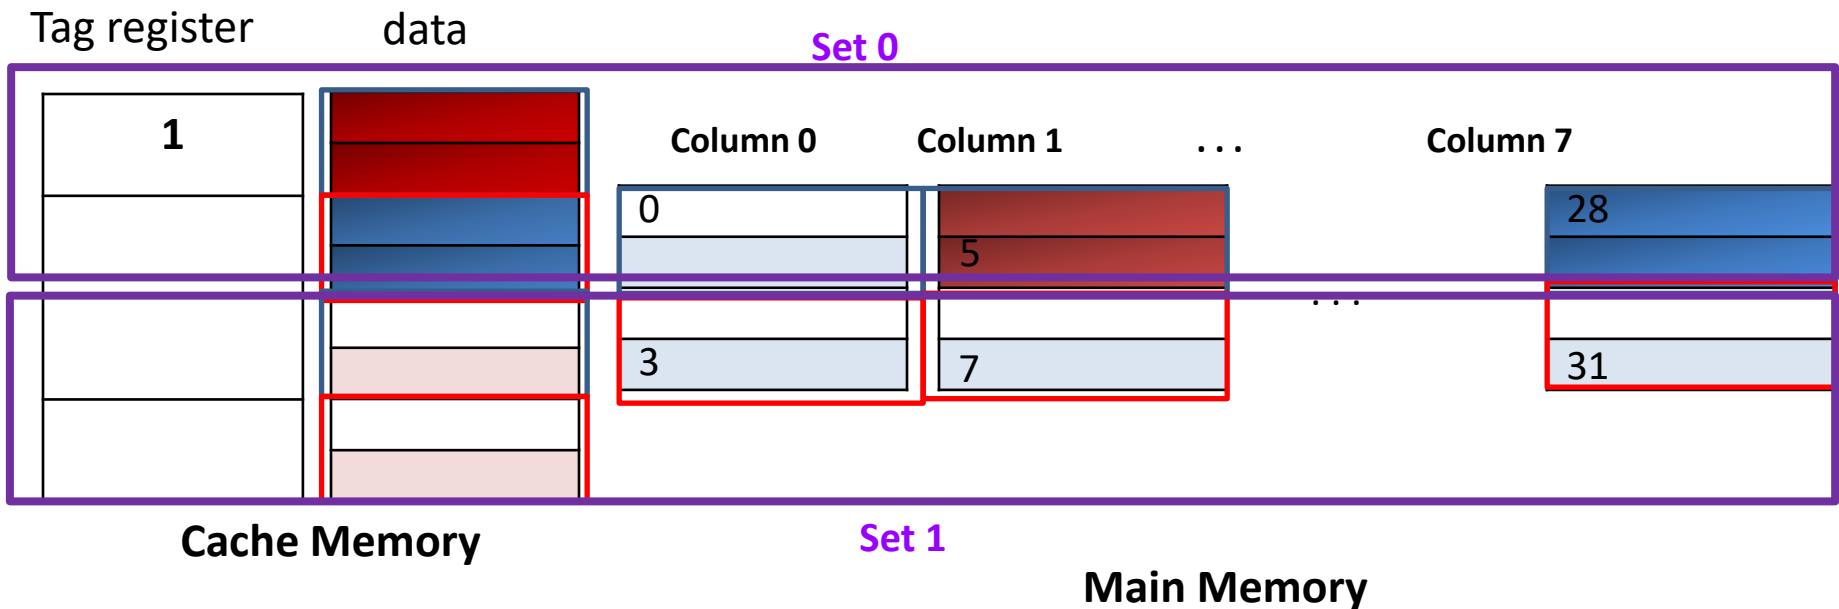 Tag register data
Set 0
1
Column 0 Column 1 ... Column 7
0 28
5
...
3 7 31
Cache Memory
Set 1
Main Memory